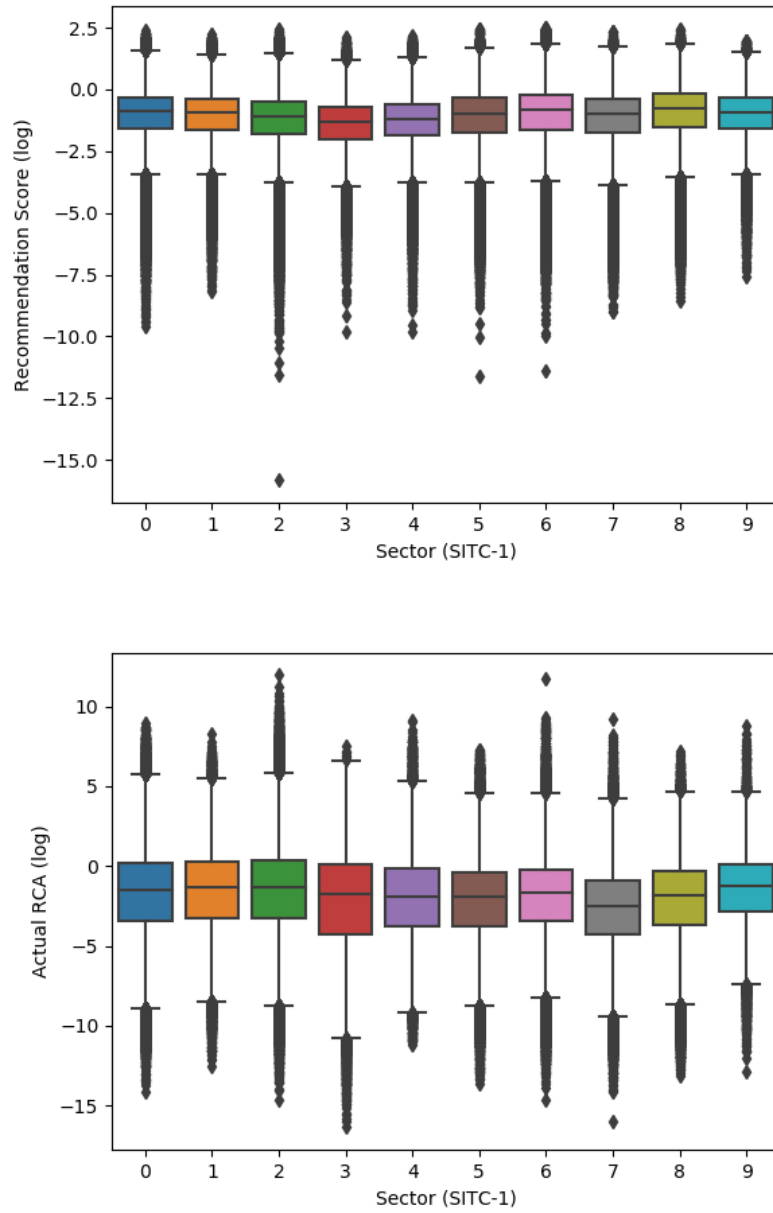 2.5
0.0
−2.5
−5.0
−7.5
−10.0
−12.5
−15.0
Recommendation Score (log)
0 1 2 3 4 5 6 7 8 9
Sector (SITC-1)
10
5
0
−5
−10
−15
Actual RCA (log)
0 1 2 3 4 5 6 7 8 9
Sector (SITC-1)